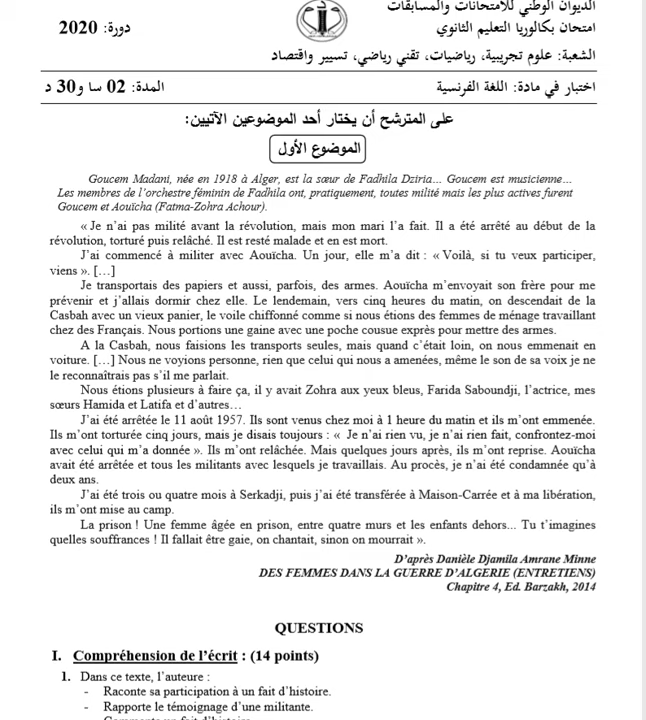 الديوان الوطني للامتحانات والمسابقات
امتحان بكالوريا التعليم الثانوي
دورة: 2020
الشعبة: علوم تجريبية، رياضيات، تقني رياضي، تسيير واقتصاد
اختبار في مادة: اللغة الفرنسية
المدة: 02 سا و30 د
على المترشح أن يختار أحد الموضوعين الآتيين:
الموضوع الأول
Goucem Madani, née en 1918 à Alger, est la sœur de Fadhila Dziria… Goucem est musicienne…
Les membres de l'orchestre féminin de Fadhila ont, pratiquement, toutes milité mais les plus actives furent
Goucem et Aouïcha (Fatma-Zohra Achour).
« Je n'ai pas milité avant la révolution, mais mon mari l'a fait. Il a été arrêté au début de la
révolution, torturé puis relâché. Il est resté malade et en est mort.
J'ai commencé à militer avec Aouïcha. Un jour, elle m'a dit : « Voilà, si tu veux participer,
viens ». […]
Je transportais des papiers et aussi, parfois, des armes. Aouïcha m'envoyait son frère pour me
prévenir et j'allais dormir chez elle. Le lendemain, vers cinq heures du matin, on descendait de la
Casbah avec un vieux panier, le voile chiffonné comme si nous étions des femmes de ménage travaillant
chez des Français. Nous portions une gaine avec une poche cousue exprès pour mettre des armes.
A la Casbah, nous faisions les transports seules, mais quand c'était loin, on nous emmenait en
voiture. […] Nous ne voyions personne, rien que celui qui nous a amenées, même le son de sa voix je ne
le reconnaîtrais pas s'il me parlait.
Nous étions plusieurs à faire ça, il y avait Zohra aux yeux bleus, Farida Saboundji, l'actrice, mes
sœurs Hamida et Latifa et d'autres…
J'ai été arrêtée le 11 août 1957. Ils sont venus chez moi à 1 heure du matin et ils m'ont emmenée.
Ils m'ont torturée cinq jours, mais je disais toujours : « Je n'ai rien vu, je n'ai rien fait, confrontez-moi
avec celui qui m'a donnée ». Ils m'ont relâchée. Mais quelques jours après, ils m'ont reprise. Aouïcha
avait été arrêtée et tous les militants avec lesquels je travaillais. Au procès, je n'ai été condamnée qu'à
deux ans.
J'ai été trois ou quatre mois à Serkadji, puis j'ai été transférée à Maison-Carrée et à ma libération,
ils m'ont mise au camp.
La prison ! Une femme âgée en prison, entre quatre murs et les enfants dehors... Tu t'imagines
quelles souffrances ! Il fallait être gaie, on chantait, sinon on mourrait ».
D'après Danièle Djamila Amrane Minne
DES FEMMES DANS LA GUERRE D'ALGERIE (ENTRETIENS)
Chapitre 4, Ed. Barzakh, 2014
QUESTIONS
I. Compréhension de l'écrit : (14 points)
1. Dans ce texte, l'auteure :
- Raconte sa participation à un fait d'histoire.
- Rapporte le témoignage d'une militante.
- Commente un fait d'histoire.